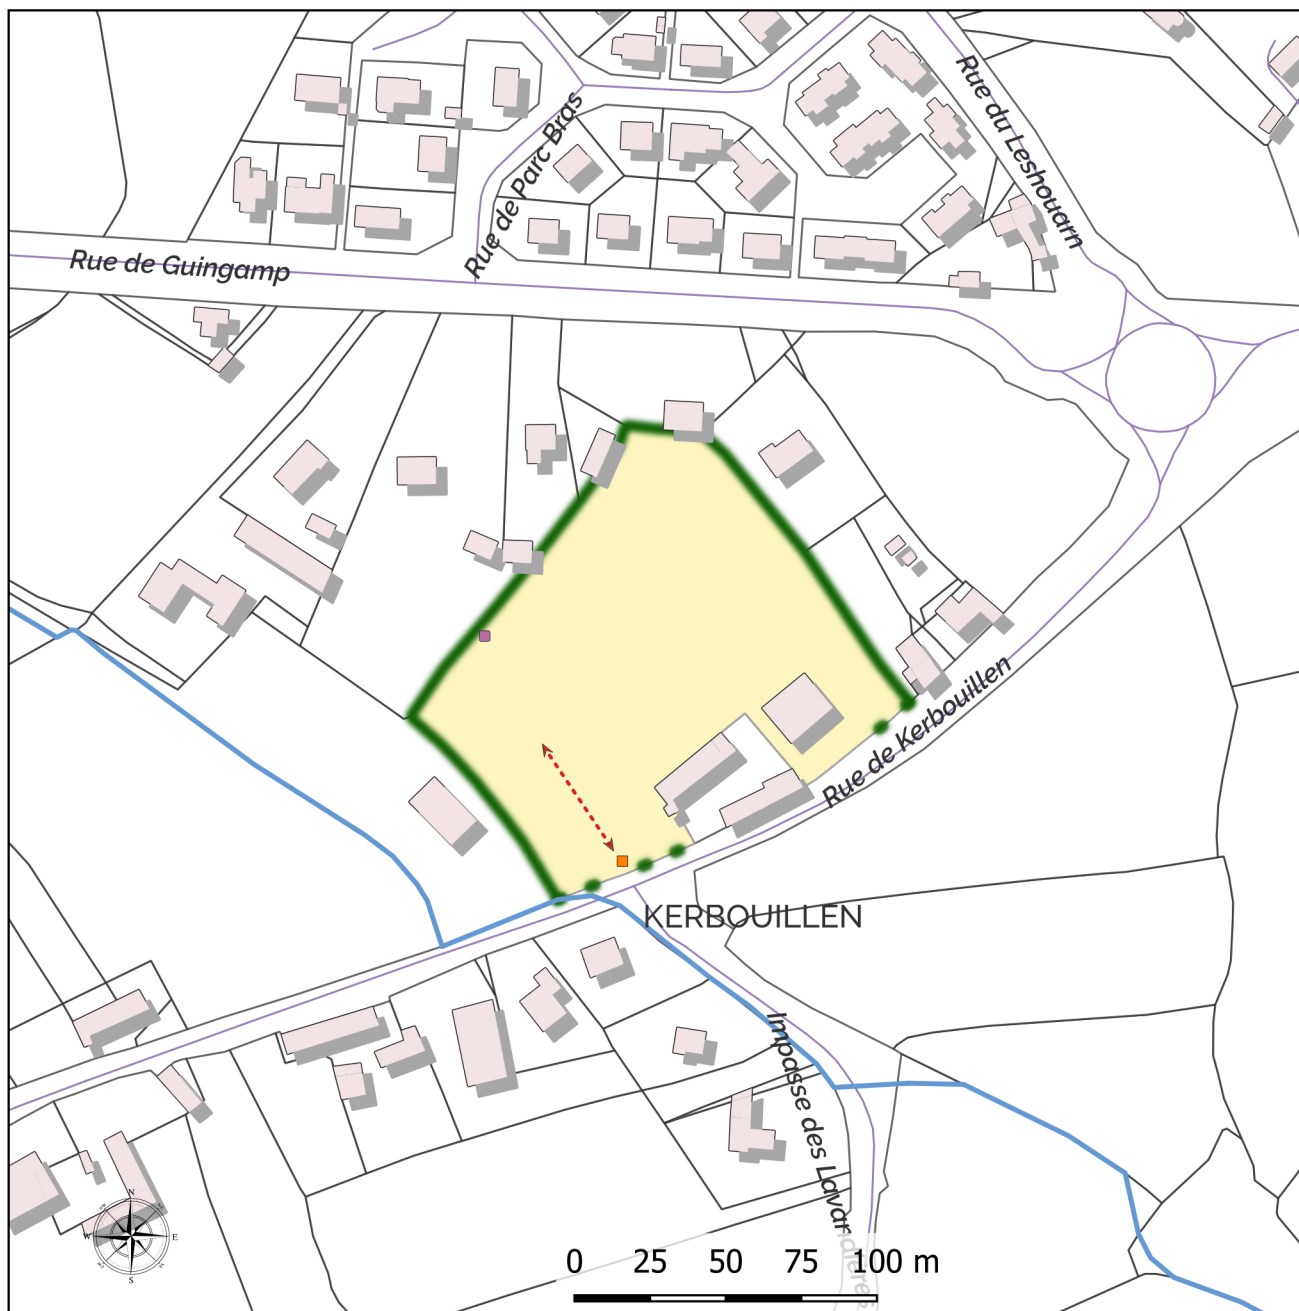 Rue du Leshouarn
Rue de Parc Bras
Rue de Guingamp
Rue de Kerbouillen
KERBOUILLEN
Impasse des Lavandières
N
W
E
S
0 25 50 75 100 m